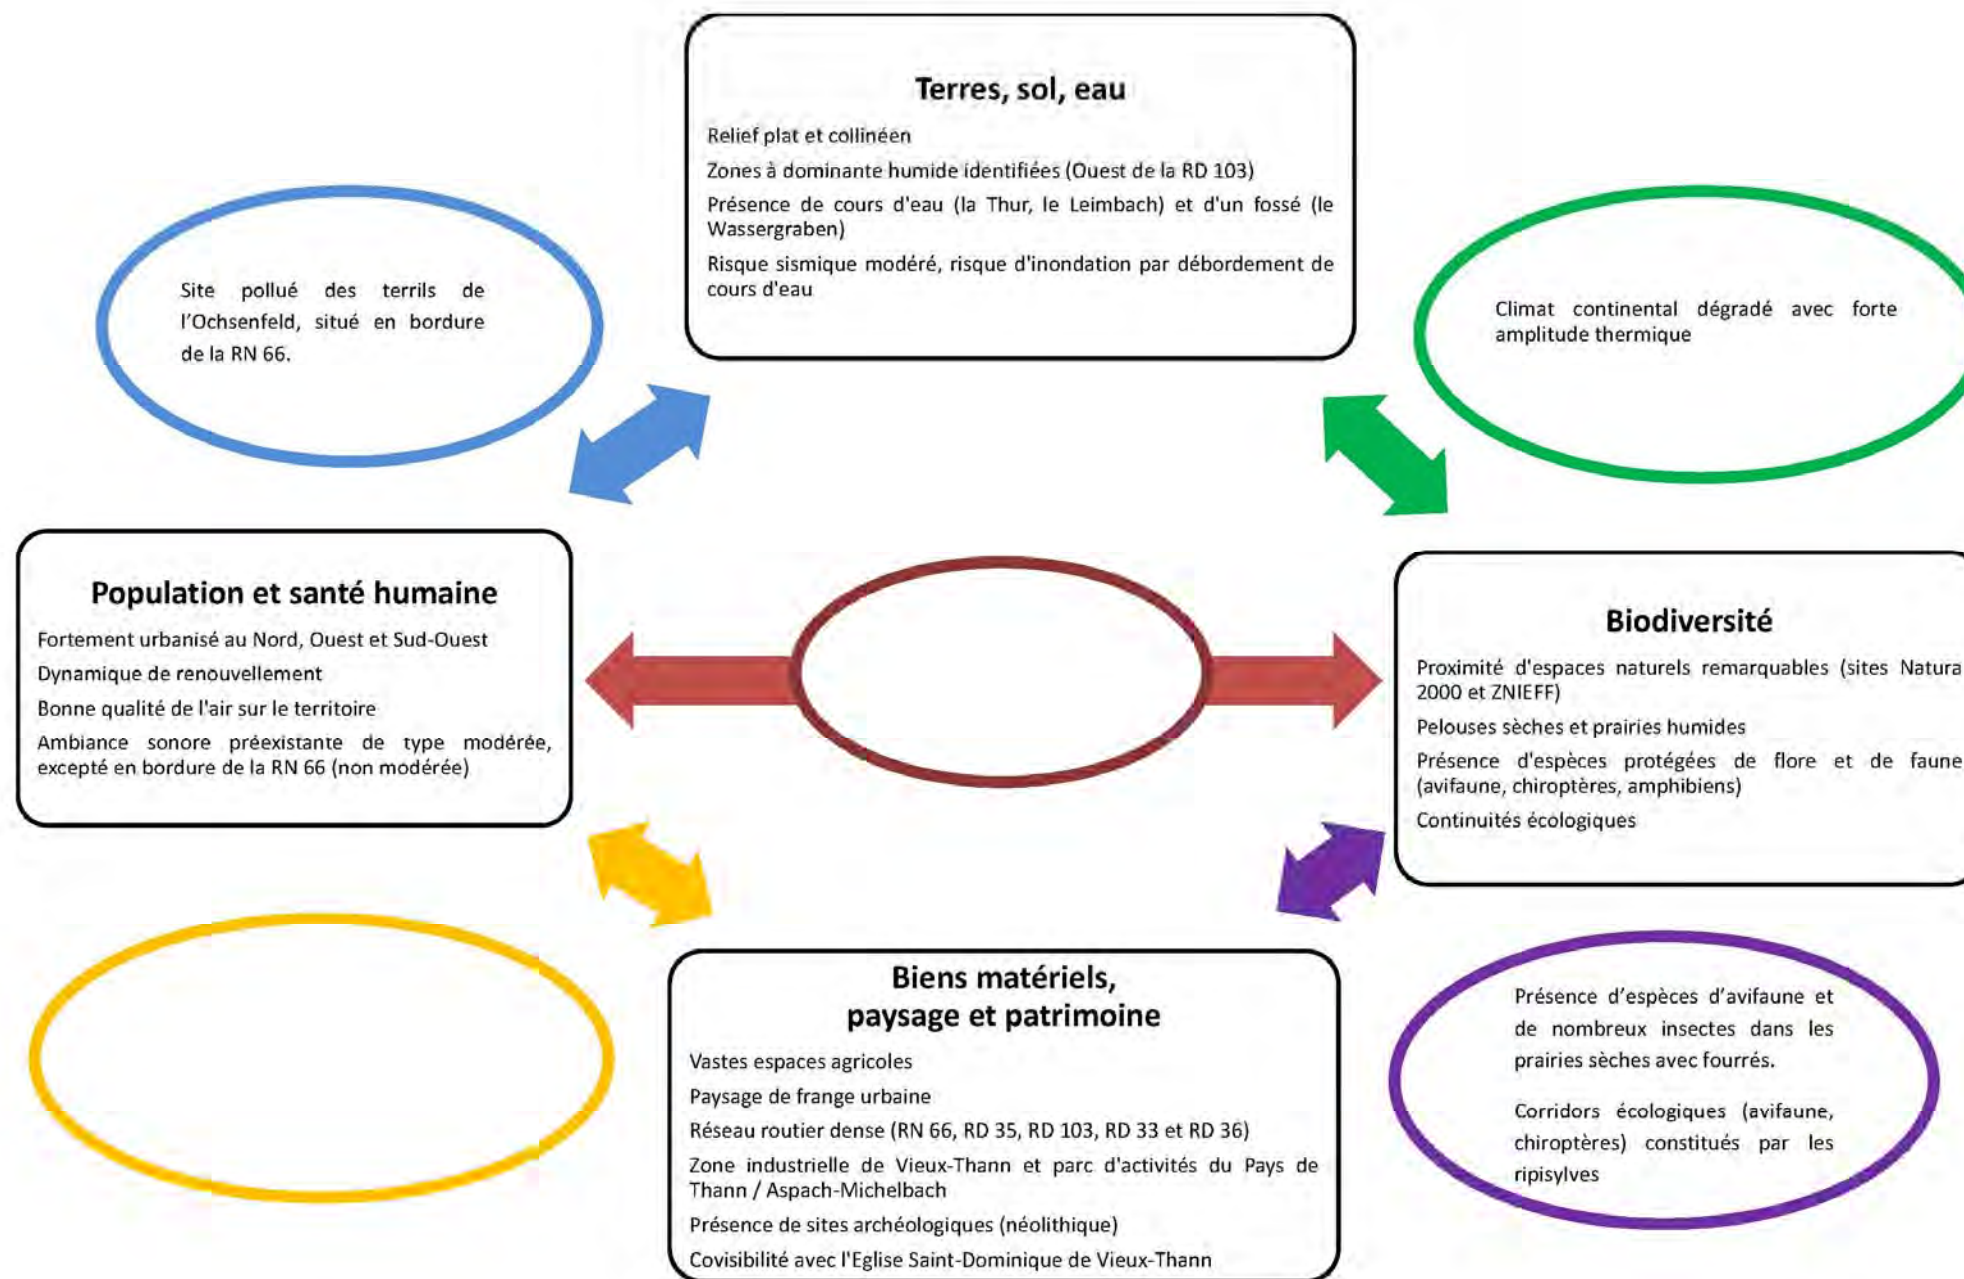 Terres, sol, eau
Relief plat et collinéen
Zones à dominante humide identifiées (Ouest de la RD 103)
Présence de cours d'eau (la Thur, le Leimbach) et d'un fossé (le
Wassergraben)
Risque sismique modéré, risque d'inondation par débordement de
cours d'eau
Site pollué des terrils de
l’Ochsenfeld, situé en bordure
de la RN 66.
Climat continental dégradé avec forte
amplitude thermique
Population et santé humaine
Fortement urbanisé au Nord, Ouest et Sud-Ouest
Dynamique de renouvellement
Bonne qualité de l'air sur le territoire
Ambiance sonore préexistante de type modérée,
excepté en bordure de la RN 66 (non modérée)
Biodiversité
Proximité d'espaces naturels remarquables (sites Natura
2000 et ZNIEFF)
Pelouses sèches et prairies humides
Présence d'espèces protégées de flore et de faune
(avifaune, chiroptères, amphibiens)
Continuités écologiques
Biens matériels,
paysage et patrimoine
Vastes espaces agricoles
Paysage de frange urbaine
Réseau routier dense (RN 66, RD 35, RD 103, RD 33 et RD 36)
Zone industrielle de Vieux-Thann et parc d'activités du Pays de
Thann / Aspach-Michelbach
Présence de sites archéologiques (néolithique)
Covisibilité avec l'Eglise Saint-Dominique de Vieux-Thann
Présence d’espèces d’avifaune et
de nombreux insectes dans les
prairies sèches avec fourrés.
Corridors écologiques (avifaune,
chiroptères) constitués par les
ripisylves